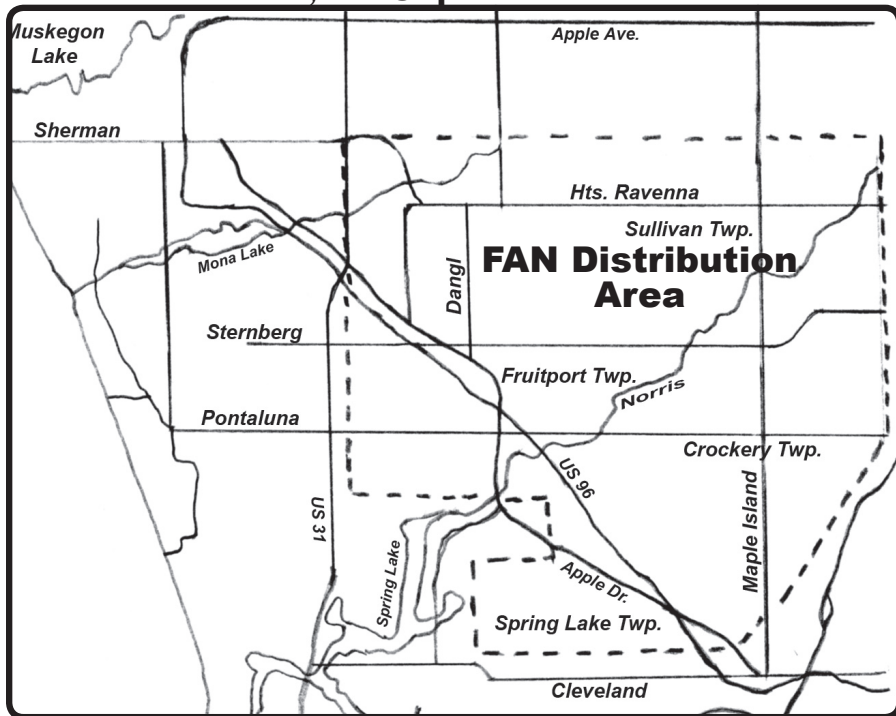 Muskegon
Lake
Apple Ave.
Sherman
Hts. Ravenna
Sullivan Twp.
FAN Distribution
Area
Mona Lake
Dangl
Sternberg
Fruitport Twp.
Norris
Pontaluna
Crockery Twp.
US 96
US 31
Maple Island
Spring Lake
Apple Dr.
Spring Lake Twp.
Cleveland